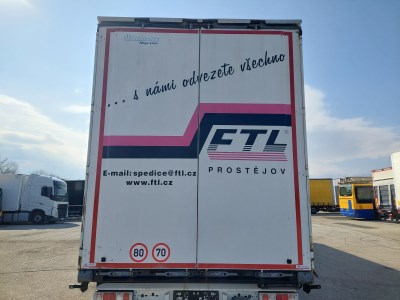 ... s námi odvezete všechno
FTL®
PROSTĚJOV
E-mail:spedice@ftl.cz
www.ftl.cz
80 70